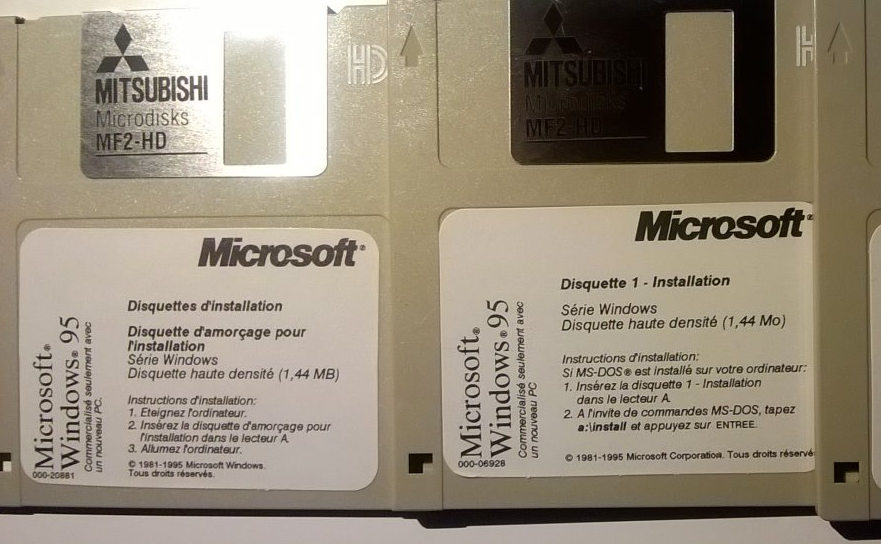 MITSUBISHI
Microdisks
MF2-HD
HD
Microsoft®
Disquettes d'installation
Disquette d'amorçage pour
l'installation
Série Windows
Disquette haute densité (1,44 MB)
Instructions d'installation:
1. Eteignez l'ordinateur.
2. Insérez la disquette d'amorçage pour
l'installation dans le lecteur A.
3. Allumez l'ordinateur.
© 1981-1995 Microsoft Windows.
Tous droits réservés.
Microsoft®
Windows® 95
Commercialisé seulement avec
un nouveau PC.
000-20881
MITSUBISHI
Microdisks
MF2-HD
H
Microsoft®
Disquette 1 - Installation
Série Windows
Disquette haute densité (1,44 Mo)
Instructions d'installation:
Si MS-DOS® est installé sur votre ordinateur:
1. Insérez la disquette 1 - Installation
dans le lecteur A.
2. A l'invite de commandes MS-DOS, tapez
a:\install et appuyez sur ENTREE.
© 1981-1995 Microsoft Corporation. Tous droits réservé
Microsoft®
Windows® 95
Commercialisé seulement avec
un nouveau PC
000-06928